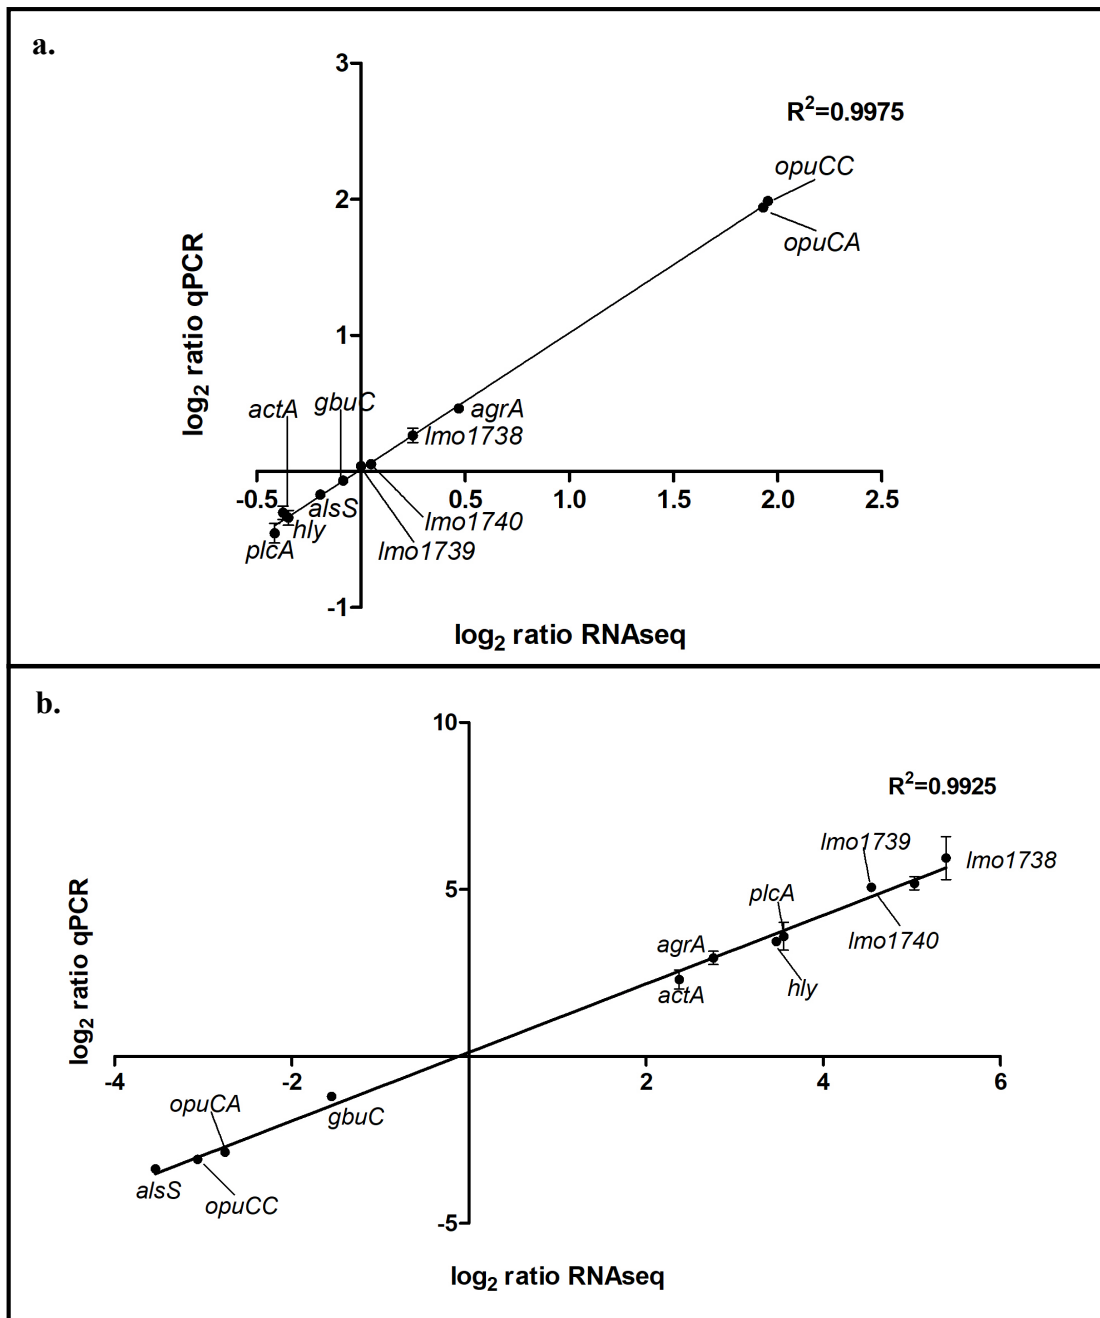 a.
3
R2=0.9975
opuCC
2
opuCA
log2 ratio qPCR
1
actA
gbuC
agrA
lmo1738
-0.5
0.5
1.0
1.5
2.0
2.5
alsS
lmo1740
hly
plcA
lmo1739
-1
log2 ratio RNAseq
b.
10
R2=0.9925
lmo1739
lmo1738
5
plcA
log2 ratio qPCR
agrA
lmo1740
actA
hly
-4
-2
2
4
6
opuCA
gbuC
alsS
opuCC
-5
log2 ratio RNAseq